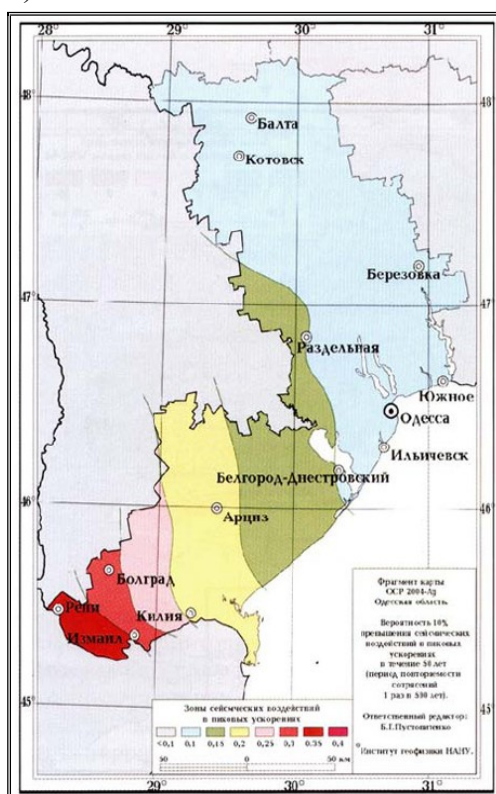 28
29
30
31
48
48
Балта
Котовск
Березовка
47
47
Раздельная
Южное
Одесса
Ильичевск
Белгород-Днестровский
46
46
Арциз
Болград
Рени
Килия
Измаил
45
45
Фрагмент карты
ОСР 2004-Ag
Одесская область.
Вероятность 10%
превышения сейсмических
воздействий в пиковых
ускорениях
в течение 50 лет
(период повторяемости
сотрясений
1 раз в 500 лет).
Ответственный редактор:
Б.Г.Пустовитенко
Институт геофизики НАНУ.
Зоны сейсмических воздействий
в пиковых ускорениях
<0,1 0,1 0,15 0,2 0,25 0,3 0,35 0,4
50 0 50 км
28
29
30
31